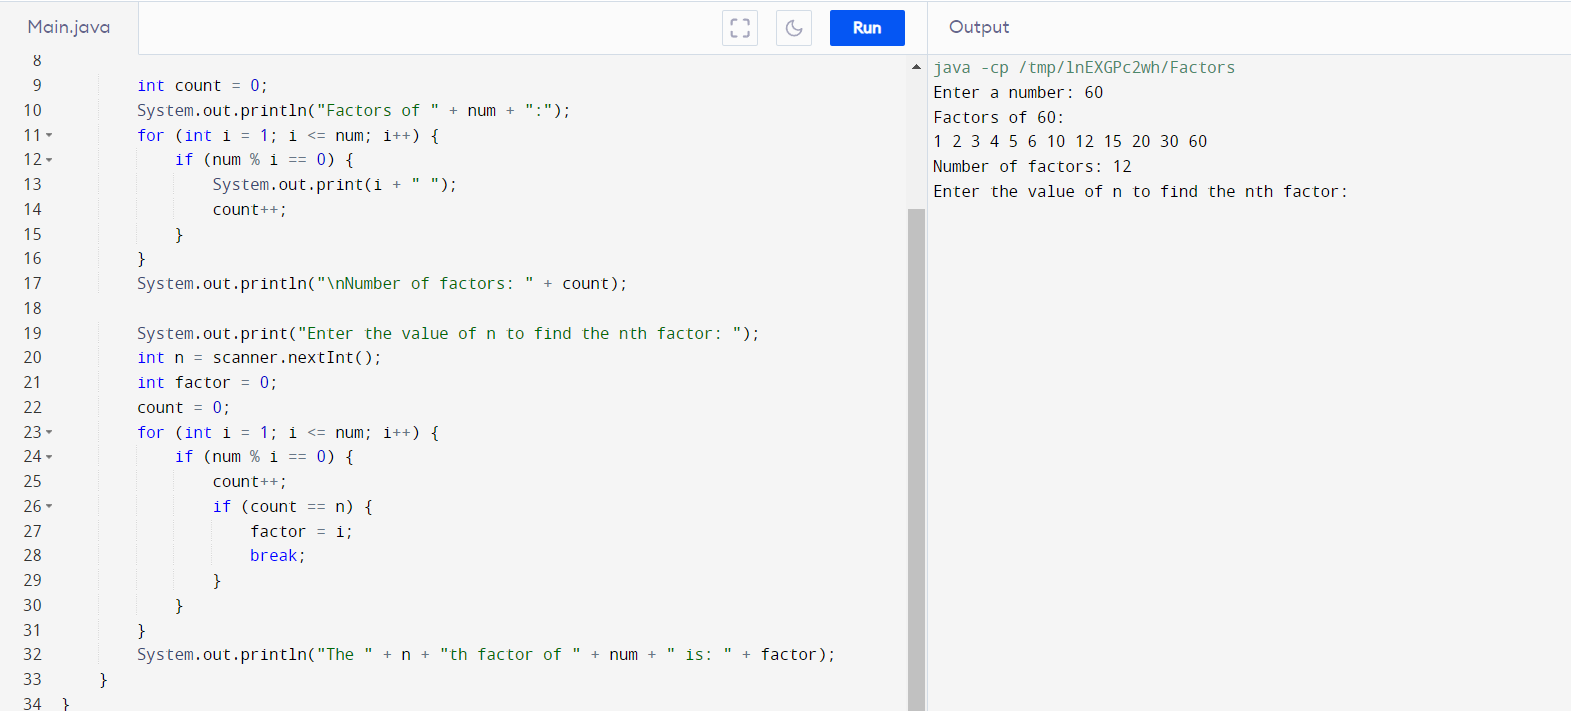 Main.java
Run
Output
8
9 int count = 0;
10 System.out.println("Factors of " + num + ":");
11 for (int i = 1; i <= num; i++) {
12 if (num % i == 0) {
13 System.out.print(i + " ");
14 count++;
15 }
16 }
17 System.out.println("\nNumber of factors: " + count);
18
19 System.out.print("Enter the value of n to find the nth factor: ");
20 int n = scanner.nextInt();
21 int factor = 0;
22 count = 0;
23 for (int i = 1; i <= num; i++) {
24 if (num % i == 0) {
25 count++;
26 if (count == n) {
27 factor = i;
28 break;
29 }
30 }
31 }
32 System.out.println("The " + n + "th factor of " + num + " is: " + factor);
33 }
34 }
java -cp /tmp/lnEXGPc2wh/Factors
Enter a number: 60
Factors of 60:
1 2 3 4 5 6 10 12 15 20 30 60
Number of factors: 12
Enter the value of n to find the nth factor: